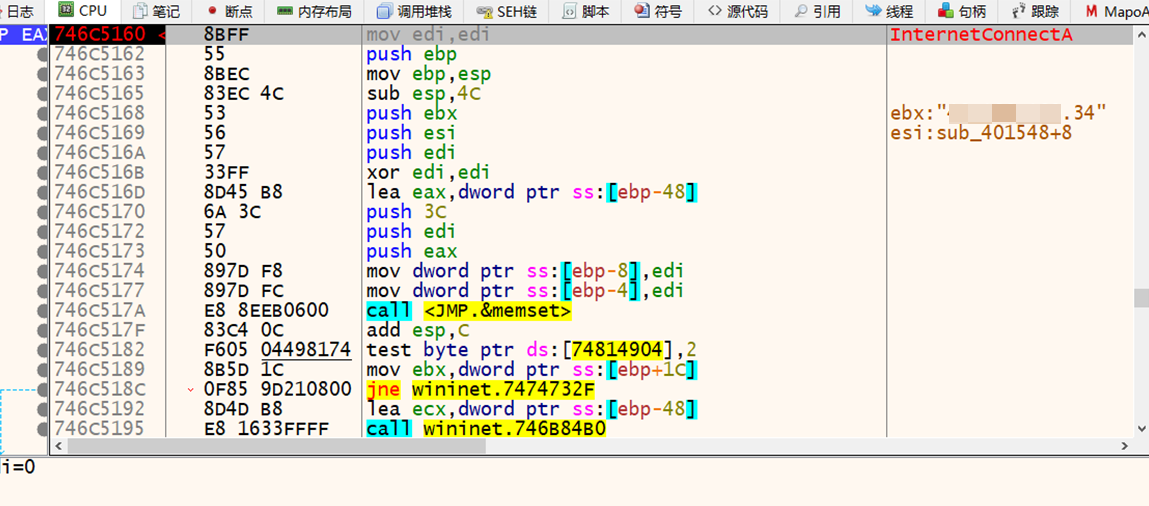 日志 CPU 笔记 断点 内存布局 调用堆栈 SEH链 脚本 符号 源代码 引用 线程 句柄 跟踪 M
P EAX 746C5160 8BFF mov edi,edi InternetConnectA
746C5162 55 push ebp
746C5163 8BEC mov ebp,esp
746C5165 83EC 4C sub esp,4C
746C5168 53 push ebx ebx:" .34"
746C5169 56 push esi esi:sub_401548+8
746C516A 57 push edi
746C516B 33FF xor edi,edi
746C516D 8D45 B8 lea eax,dword ptr ss:[ebp-48]
746C5170 6A 3C push 3C
746C5172 57 push edi
746C5173 50 push eax
746C5174 897D F8 mov dword ptr ss:[ebp-8],edi
746C5177 897D FC mov dword ptr ss:[ebp-4],edi
746C517A E8 8EEB0600 call <JMP.&memset>
746C517F 83C4 0C add esp,C
746C5182 F605 04498174 02 test byte ptr ds:[74814904],2
746C5189 8B5D 1C mov ebx,dword ptr ss:[ebp+1C]
746C518C 0F85 9D210800 jne wininet.7474732F
746C5192 8D4D B8 lea ecx,dword ptr ss:[ebp-48]
746C5195 E8 1633FFFF call wininet.746B84B0
di=0